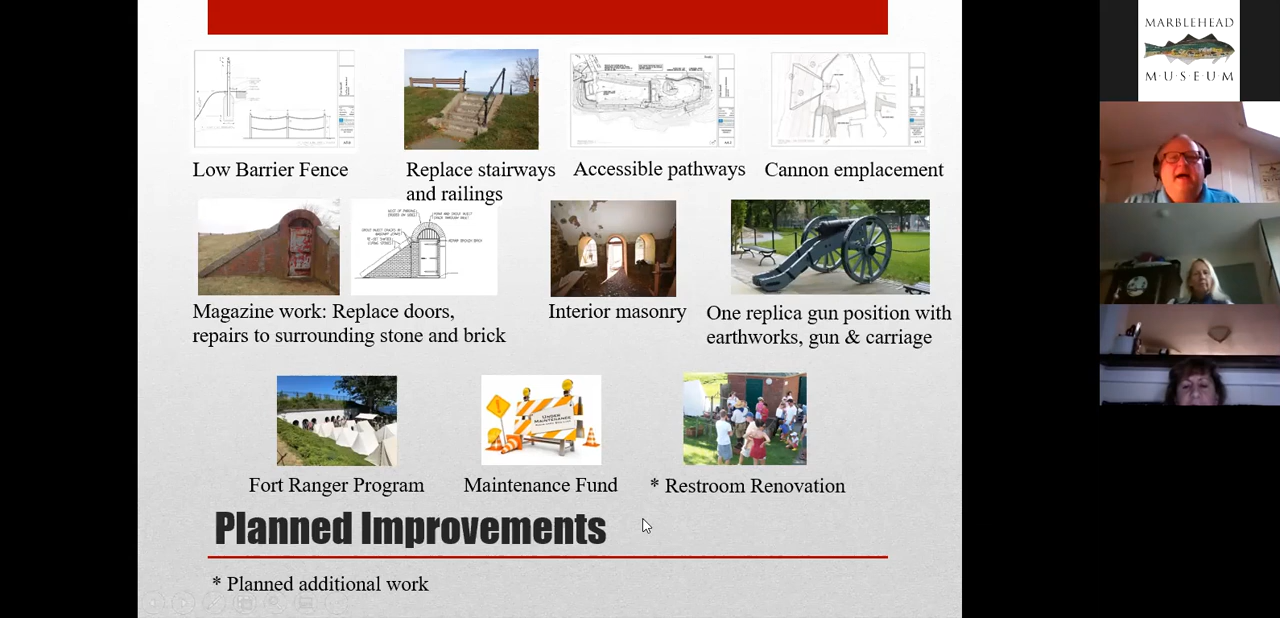 MARBLEHEAD
MUSEUM
Low Barrier Fence
Replace stairways
and railings
Accessible pathways
Cannon emplacement
Magazine work: Replace doors,
repairs to surrounding stone and brick
Interior masonry
One replica gun position with
earthworks, gun & carriage
UNDER
MAINTENANCE
Fort Ranger Program
Maintenance Fund
* Restroom Renovation
Planned Improvements
* Planned additional work